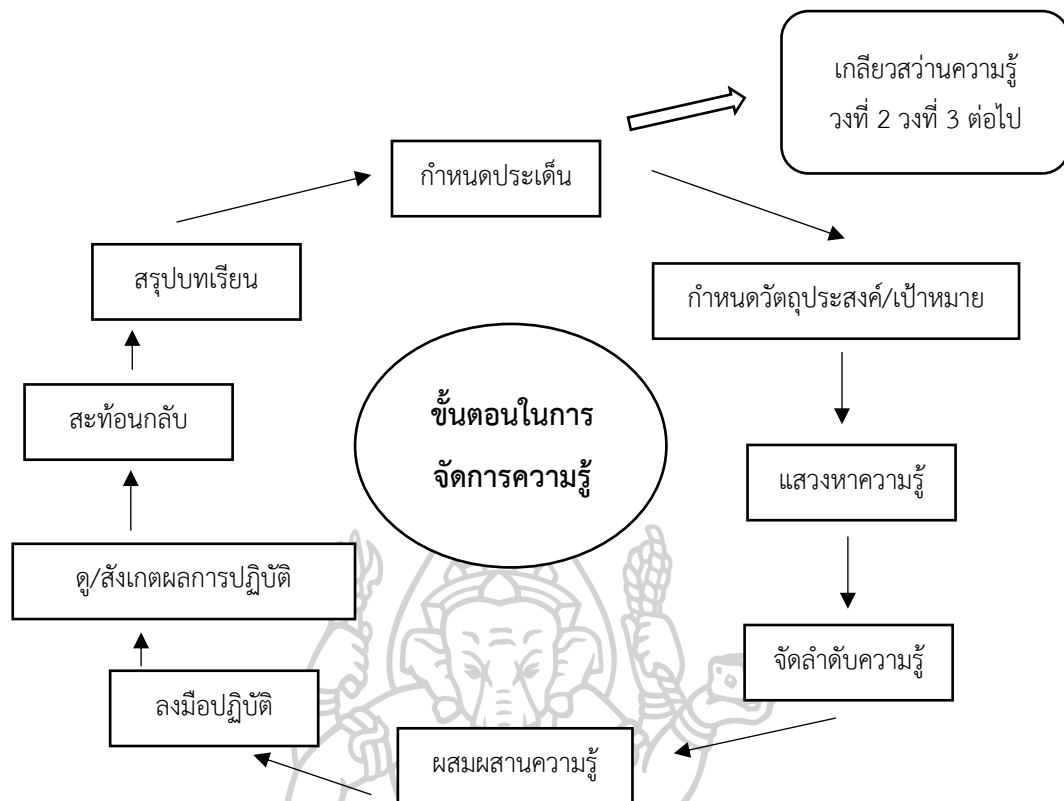 เกลียวสว่านความรู้
วงที่ 2 วงที่ 3 ต่อไป
กำหนดประเด็น
สรุปบทเรียน
กำหนดวัตถุประสงค์/เป้าหมาย
ขั้นตอนในการ
จัดการความรู้
สะท้อนกลับ
แสวงหาความรู้
ดู/สังเกตผลการปฏิบัติ
จัดลำดับความรู้
ลงมือปฏิบัติ
ผสมผสานความรู้